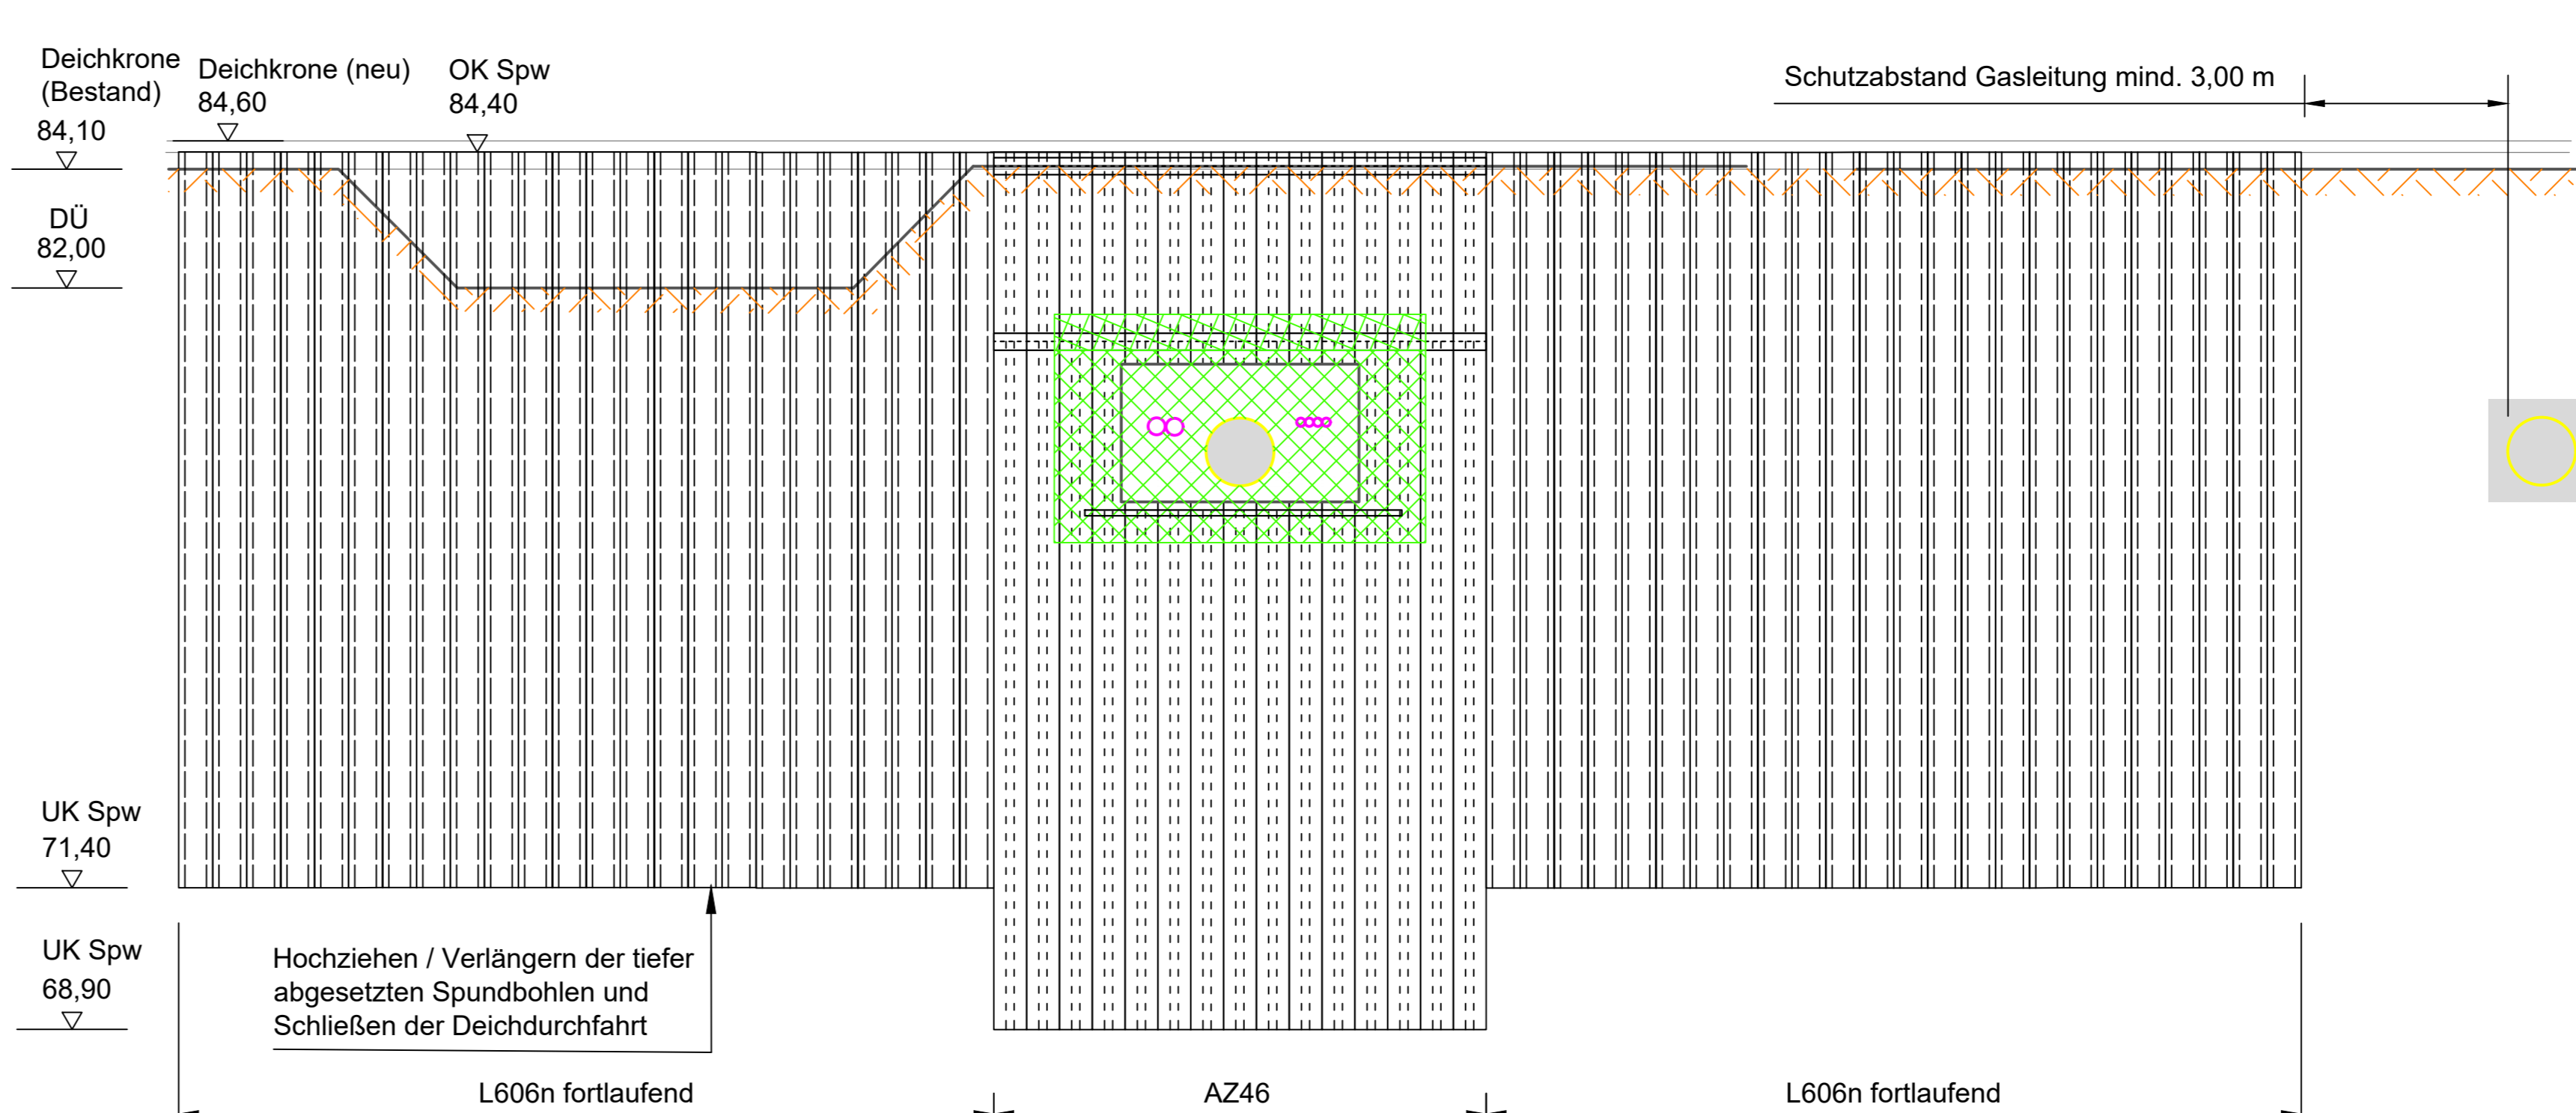 Deichkrone
(Bestand)
84,10
Deichkrone (neu)
84,60
OK Spw
84,40
Schutzabstand Gasleitung mind. 3,00 m
DÜ
82,00
UK Spw
71,40
UK Spw
68,90
Hochziehen / Verlängern der tiefer
abgesetzten Spundbohlen und
Schließen der Deichdurchfahrt
L606n fortlaufend
AZ46
L606n fortlaufend